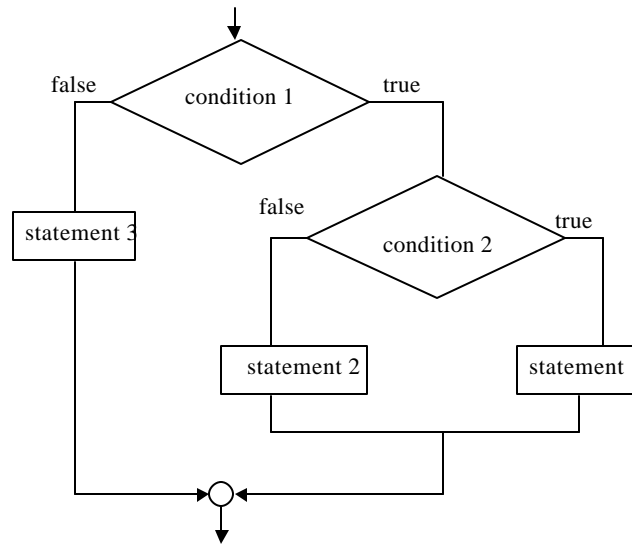 false
condition 1
true
false
true
statement 3
condition 2
statement 2
statement